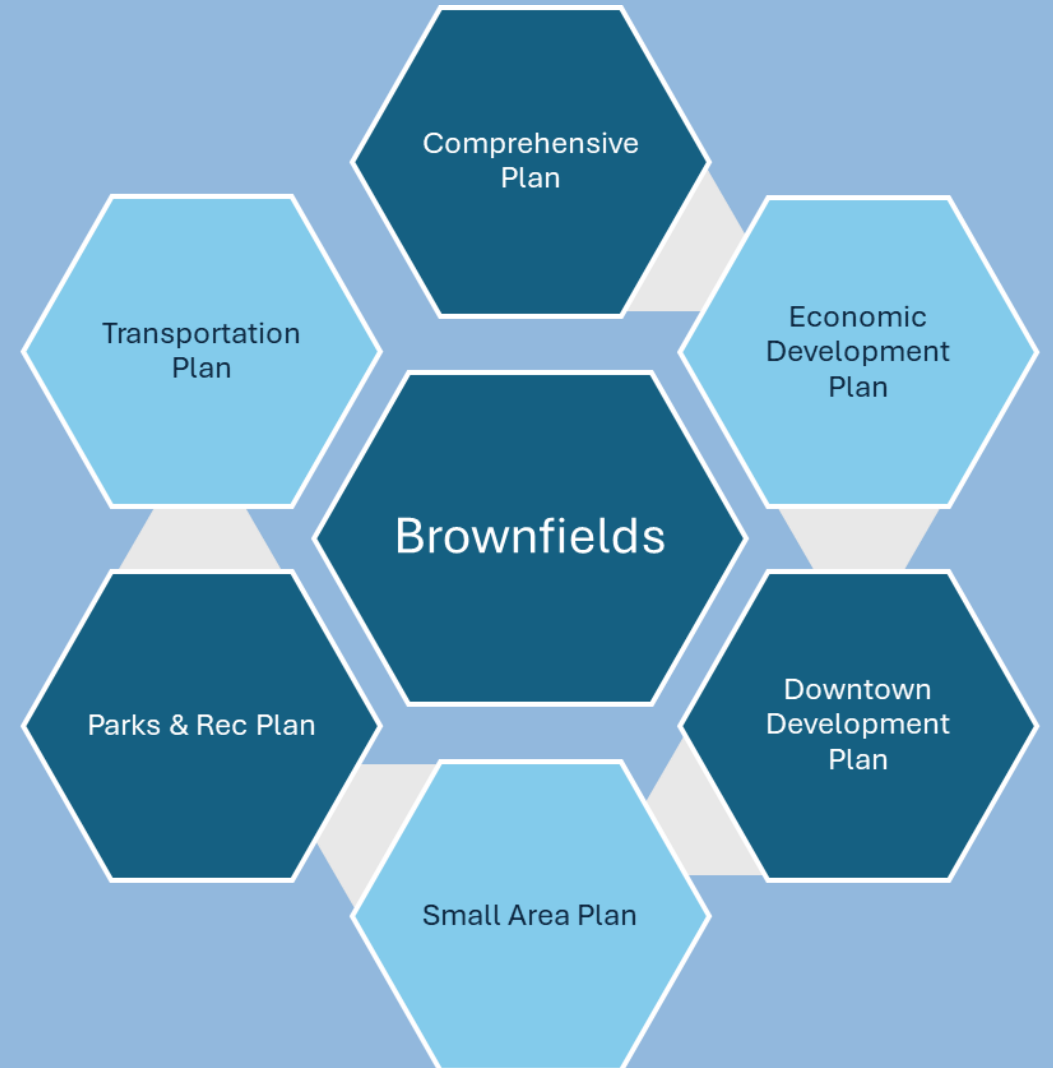 Comprehensive
Plan
Transportation
Plan
Economic
Development
Plan
Brownfields
Parks & Rec Plan
Downtown
Development
Plan
Small Area Plan